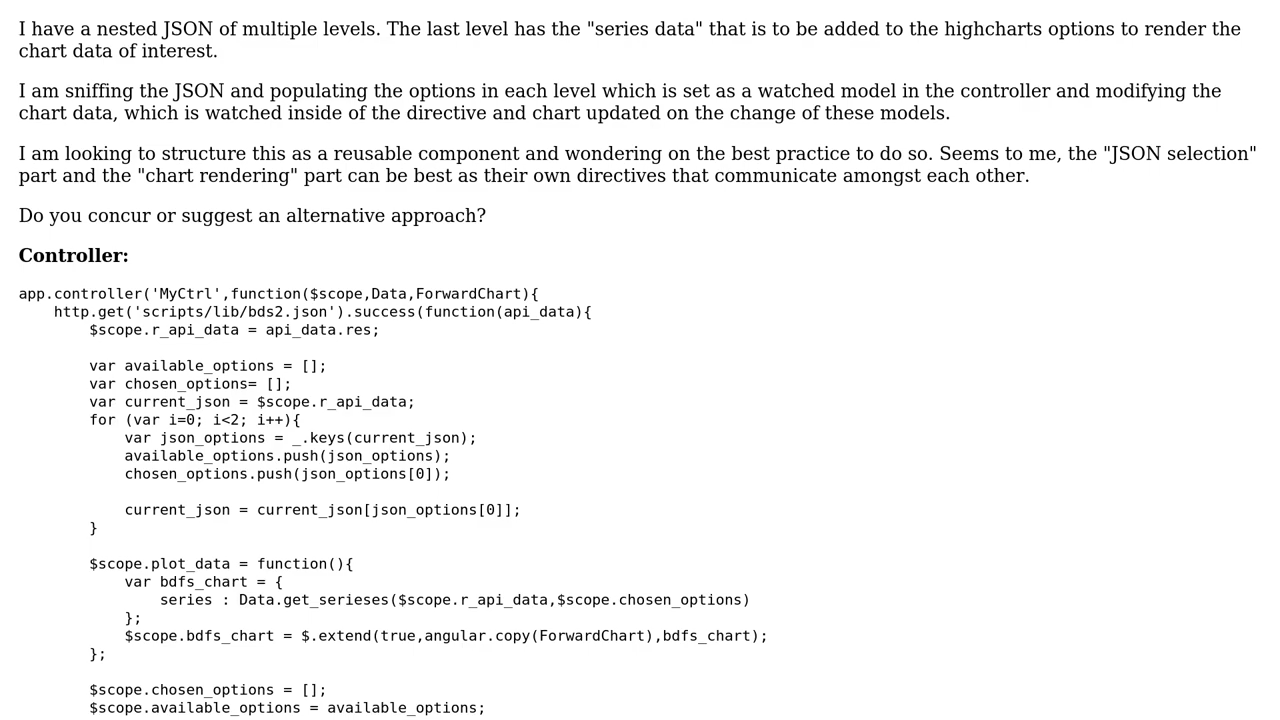 I have a nested JSON of multiple levels. The last level has the "series data" that is to be added to the highcharts options to render the
chart data of interest.
I am sniffing the JSON and populating the options in each level which is set as a watched model in the controller and modifying the
chart data, which is watched inside of the directive and chart updated on the change of these models.
I am looking to structure this as a reusable component and wondering on the best practice to do so. Seems to me, the "JSON selection"
part and the "chart rendering" part can be best as their own directives that communicate amongst each other.
Do you concur or suggest an alternative approach?
Controller:
app.controller('MyCtrl',function($scope,Data,ForwardChart){
    http.get('scripts/lib/bds2.json').success(function(api_data){
        $scope.r_api_data = api_data.res;
        var available_options = [];
        var chosen_options= [];
        var current_json = $scope.r_api_data;
        for (var i=0; i<2; i++){
            var json_options = _.keys(current_json);
            available_options.push(json_options);
            chosen_options.push(json_options[0]);
            current_json = current_json[json_options[0]];
        }
        $scope.plot_data = function(){
            var bdfs_chart = {
                series : Data.get_serieses($scope.r_api_data,$scope.chosen_options)
            };
            $scope.bdfs_chart = $.extend(true,angular.copy(ForwardChart),bdfs_chart);
        };
        $scope.chosen_options = [];
        $scope.available_options = available_options;